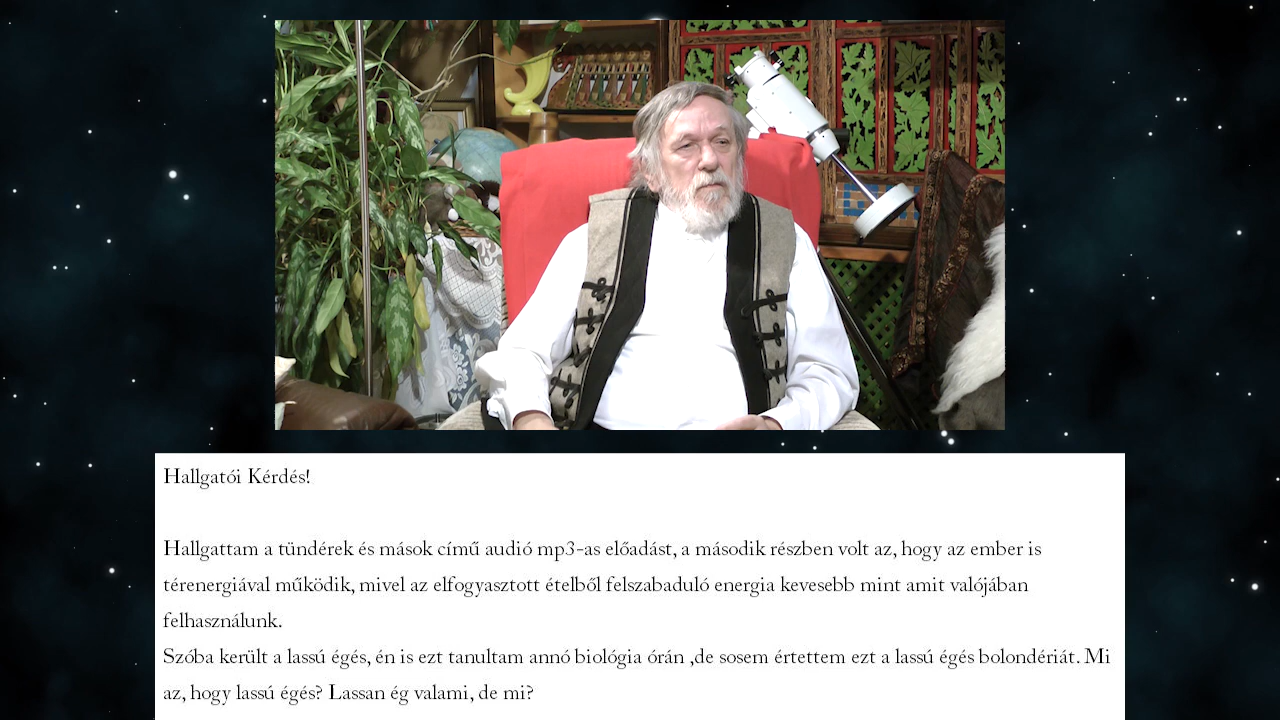 Hallgatói Kérdés!
Hallgattam a tündérek és mások című audió mp3-as előadást, a második részben volt az, hogy az ember is
térenergiával működik, mivel az elfogyasztott ételből felszabaduló energia kevesebb mint amit valójában
felhasználunk.
Szóba került a lassú égés, én is ezt tanultam annó biológia órán ,de sosem értettem ezt a lassú égés bolondériát. Mi
az, hogy lassú égés? Lassan ég valami, de mi?